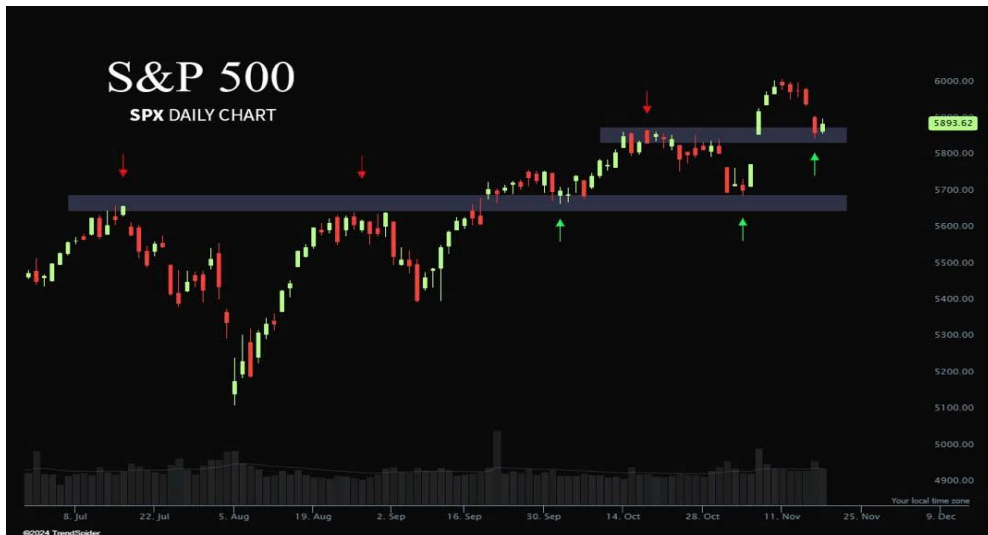 S&P 500
SPX DAILY CHART
6000.00
5893.62
5800.00
5700.00
5600.00
5500.00
5400.00
5300.00
5200.00
5100.00
5000.00
4900.00
Your local time zone
8. Jul 22. Jul 5. Aug 19. Aug 2. Sep 16. Sep 30. Sep 14. Oct 28. Oct 11. Nov 25. Nov 9. Dec
©2024 TrendSpider